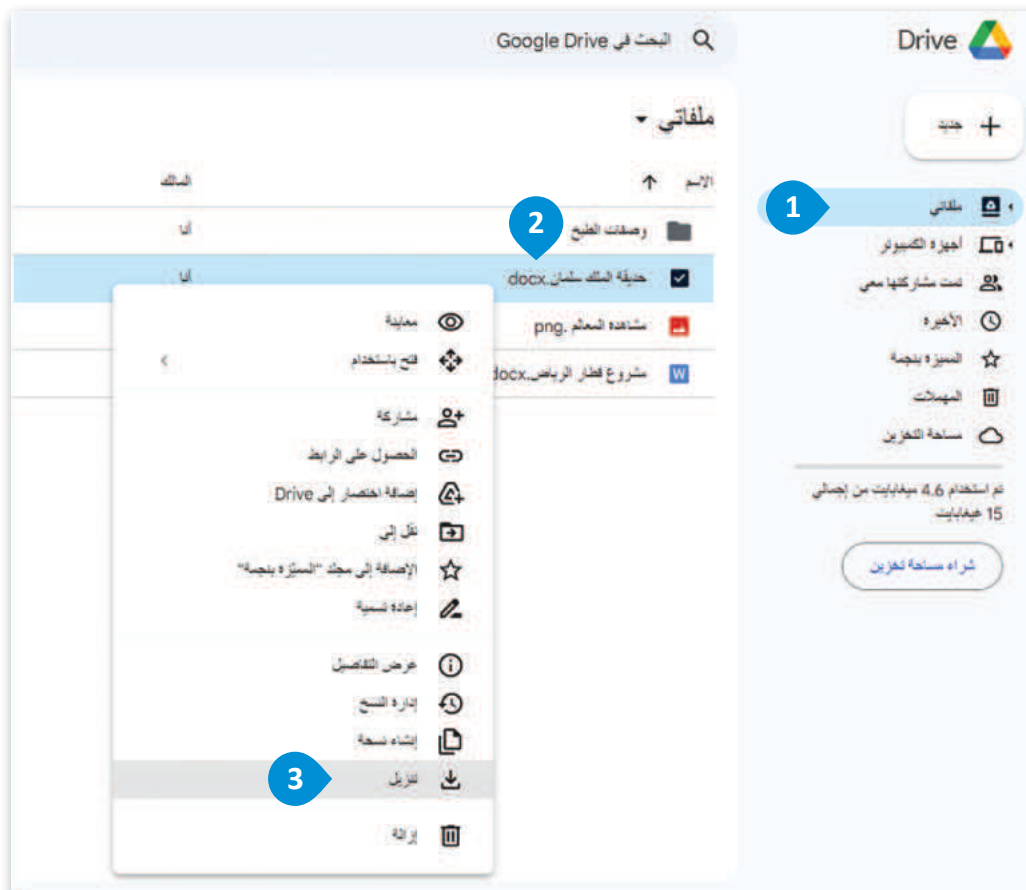 Drive
البحث في Google Drive
جديد
ملفاتي
1
أجهزة الكمبيوتر
تمت مشاركتها معي
الأخيرة
المميزة بنجمة
المهملات
مساحة التخزين
تم استخدام 4.6 ميغابايت من إجمالي
15 غيغابايت
شراء مساحة تخزين
ملفاتي
الاسم المالك
وصفات الطبخ أنا
2
حديقة الملك سلمان.docx أنا
مشاهدة المعالم .png
مشروع قطار الرياض.docx
معاينة
فتح باستخدام
مشاركة
الحصول على الرابط
إضافة اختصار إلى Drive
نقل إلى
الإضافة إلى مجلد "المميّزة بنجمة"
إعادة تسمية
عرض التفاصيل
إدارة النسخ
إنشاء نسخة
تنزيل
3
إزالة